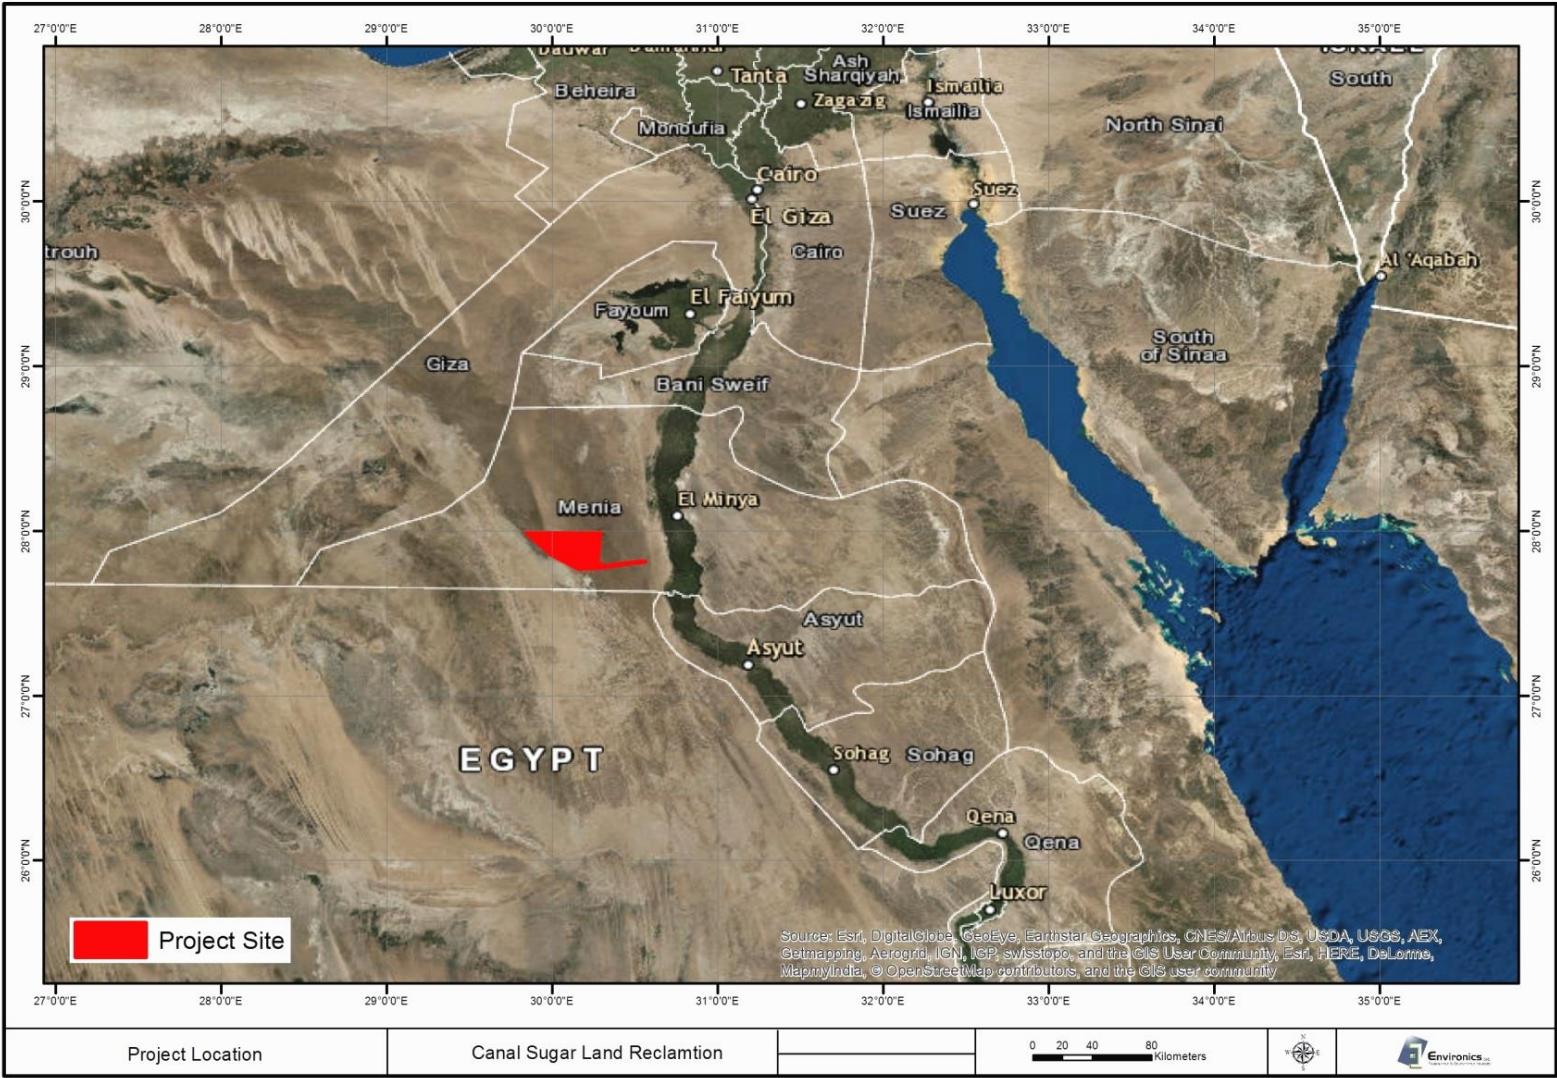 27°0'0"E 28°0'0"E 29°0'0"E 30°0'0"E 31°0'0"E 32°0'0"E 33°0'0"E 34°0'0"E 35°0'0"E
ISRAEL
Ash
Sharqiyah
South
Tanta
Beheira
Zagazig
Ismailia
Ismailia
Monoufia
North Sinai
Cairo
Suez
30°0'0"N
30°0'0"N
El Giza
Suez
trouh
Cairo
Al 'Aqabah
El Faiyum
Fayoum
South
of Sinaa
29°0'0"N
Giza
29°0'0"N
Bani Sweif
El Minya
Menia
28°0'0"N
28°0'0"N
Asyut
Asyut
27°0'0"N
27°0'0"N
EGYPT
Sohag
Sohag
Qena
Qena
26°0'0"N
26°0'0"N
Luxor
Project Site
Source: Esri, DigitalGlobe, GeoEye, Earthstar Geographics, CNES/Airbus DS, USDA, USGS, AEX,
Getmapping, Aerogrid, IGN, IGP, swisstopo, and the GIS User Community, Esri, HERE, DeLorme,
MapmyIndia, © OpenStreetMap contributors, and the GIS user community
27°0'0"E 28°0'0"E 29°0'0"E 30°0'0"E 31°0'0"E 32°0'0"E 33°0'0"E 34°0'0"E 35°0'0"E
Project Location
Canal Sugar Land Reclamtion
0 20 40 80
Kilometers
N
W E
S
Environics